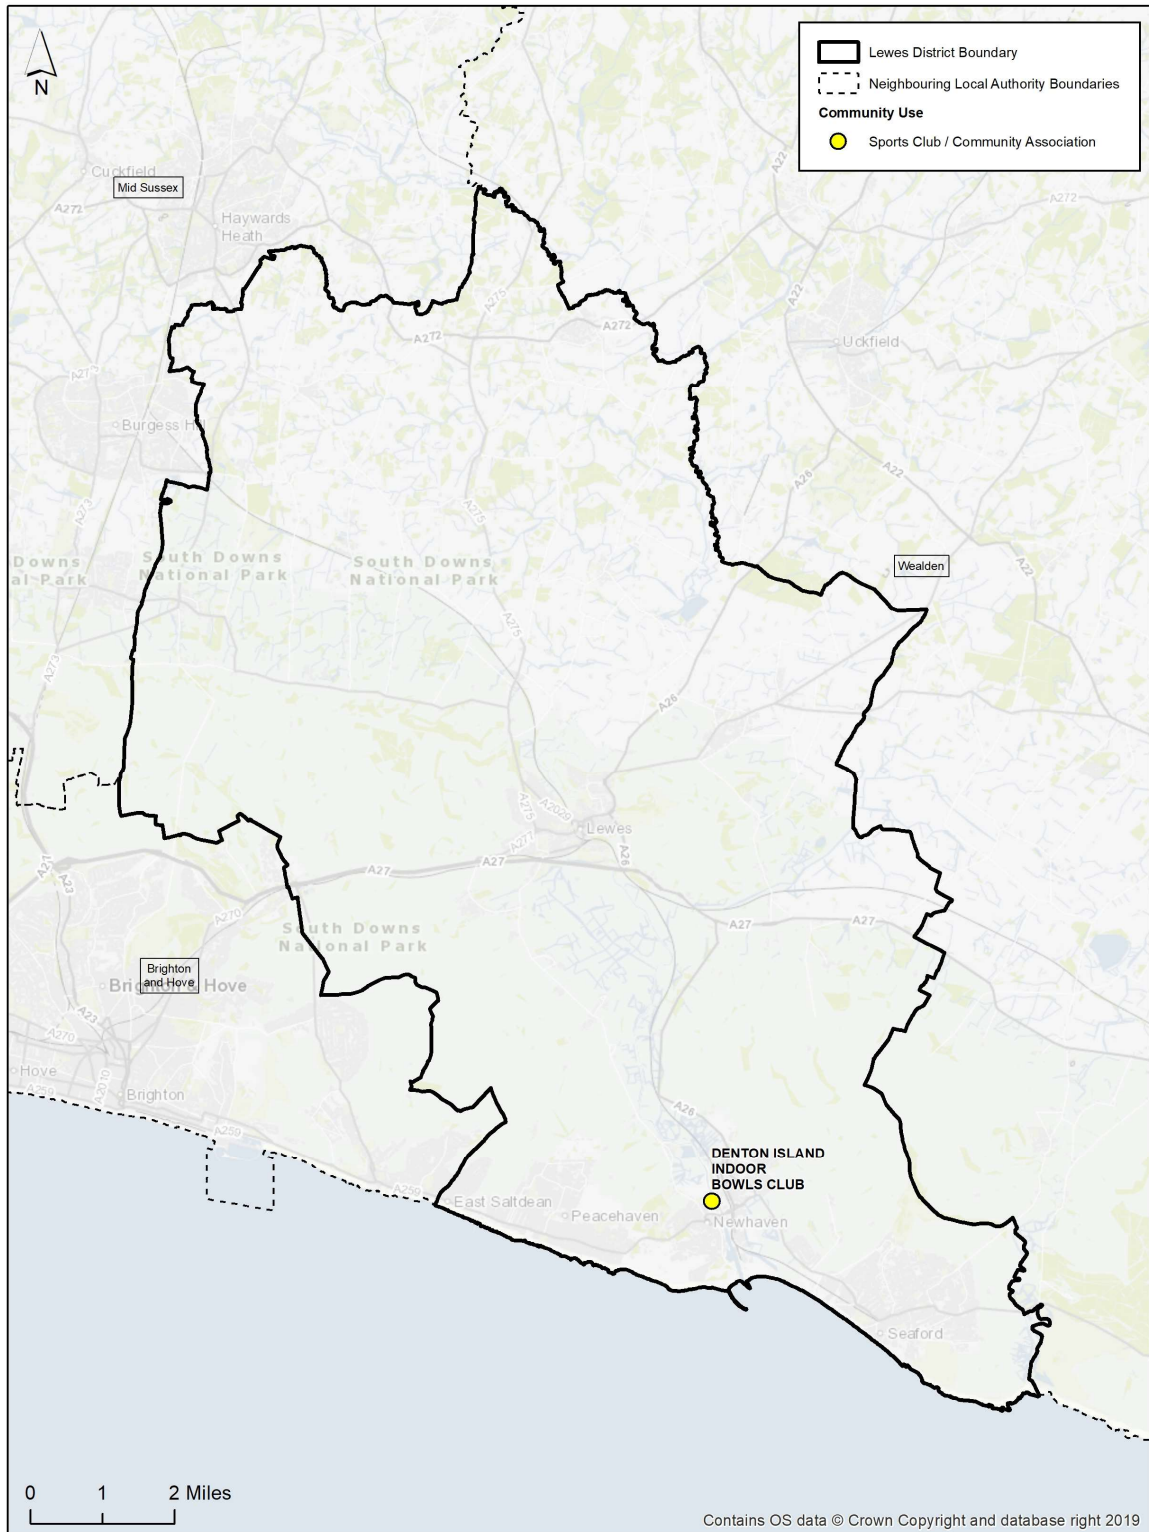 N
Lewes District Boundary
Neighbouring Local Authority Boundaries
Community Use
Sports Club / Community Association
A22
Cuckfield
Mid Sussex
A272
A272
Haywards
Heath
A22
A275
A272
A272
Uckfield
A273
Burgess H
A22
A26
A275
A273
Downs
al Park
South Downs
National Park
South Downs
National Park
Wealden
A22
A275
A273
A26
A275
A2029
Lewes
A277
A26
A27
A27
A23
A27
A270
A27
A27
South Downs
National Park
Brighton
and Hove
Brighton & Hove
A23
A270
Hove
A259
A2010
Brighton
A259
A26
DENTON ISLAND
INDOOR
BOWLS CLUB
A259
East Saltdean
Peacehaven
Newhaven
Seaford
0 1 2 Miles
Contains OS data © Crown Copyright and database right 2019